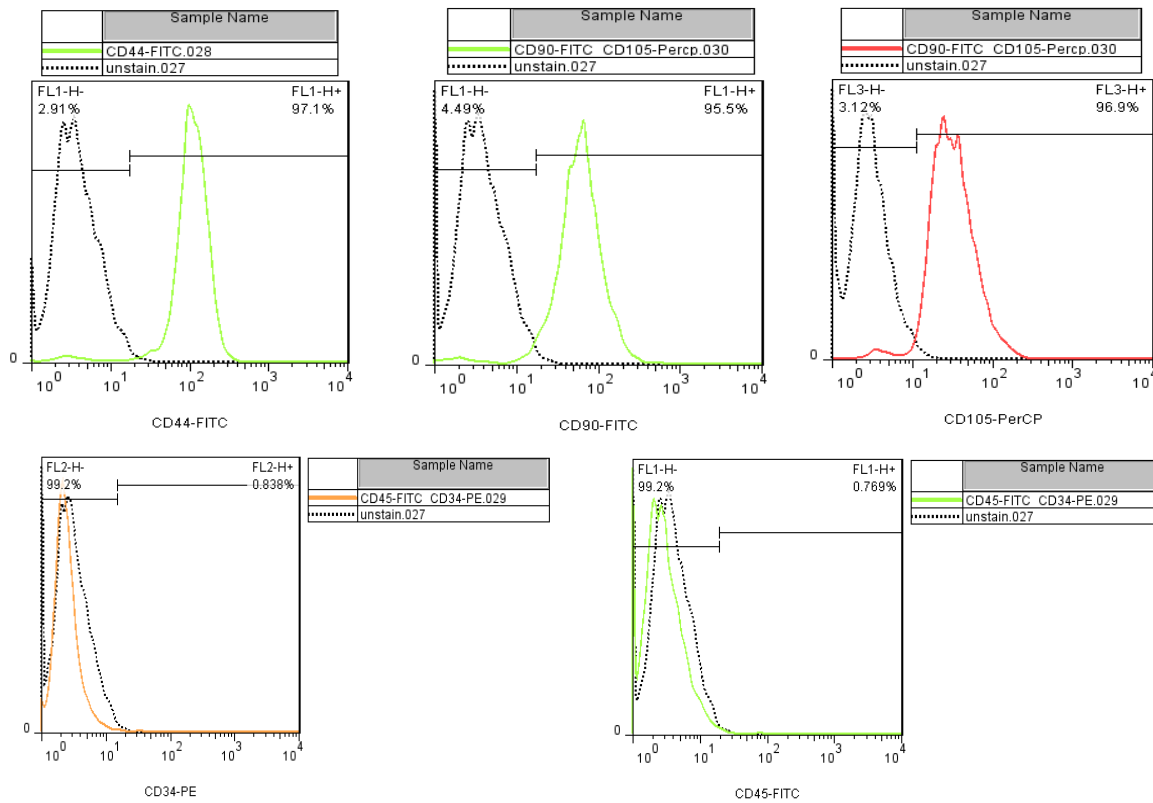 Sample Name
CD44-FITC.028
unstain.027
FL1-H-
2.91%
FL1-H+
97.1%
0
10^0 10^1 10^2 10^3 10^4
CD44-FITC
Sample Name
CD90-FITC CD105-Percp.030
unstain.027
FL1-H-
4.49%
FL1-H+
95.5%
0
10^0 10^1 10^2 10^3 10^4
CD90-FITC
Sample Name
CD90-FITC CD105-Percp.030
unstain.027
FL3-H-
3.12%
FL3-H+
96.9%
0
10^0 10^1 10^2 10^3 10^4
CD105-PerCP
FL2-H-
99.2%
FL2-H+
0.838%
0
10^0 10^1 10^2 10^3 10^4
CD34-PE
Sample Name
CD45-FITC CD34-PE.029
unstain.027
FL1-H-
99.2%
FL1-H+
0.769%
0
10^0 10^1 10^2 10^3 10^4
CD45-FITC
Sample Name
CD45-FITC CD34-PE.029
unstain.027